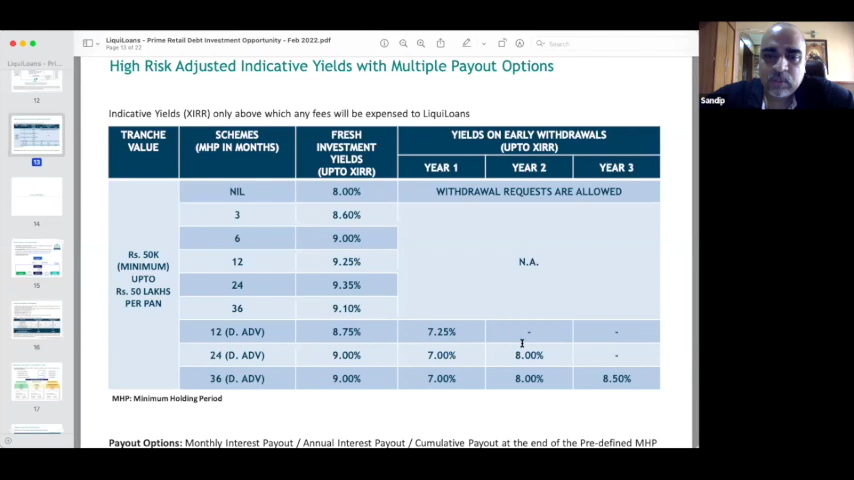 LiquiLoans - Prime Retail Debt Investment Opportunity - Feb 2022.pdf
Page 13 of 22
Search
LiquiLoans - Pri...
12
13
14
15
16
17
High Risk Adjusted Indicative Yields with Multiple Payout Options
Indicative Yields (XIRR) only above which any fees will be expensed to LiquiLoans
TRANCHE VALUE SCHEMES (MHP IN MONTHS) FRESH INVESTMENT YIELDS (UPTO XIRR) YIELDS ON EARLY WITHDRAWALS (UPTO XIRR)
YEAR 1 YEAR 2 YEAR 3
Rs. 50K
(MINIMUM)
UPTO
Rs. 50 LAKHS
PER PAN
NIL 8.00% WITHDRAWAL REQUESTS ARE ALLOWED
3 8.60%
6 9.00%
12 9.25% N.A.
24 9.35%
36 9.10%
12 (D. ADV) 8.75% 7.25% - -
24 (D. ADV) 9.00% 7.00% 8.00% -
36 (D. ADV) 9.00% 7.00% 8.00% 8.50%
MHP: Minimum Holding Period
Payout Options: Monthly Interest Payout / Annual Interest Payout / Cumulative Payout at the end of the Pre-defined MHP
Sandip